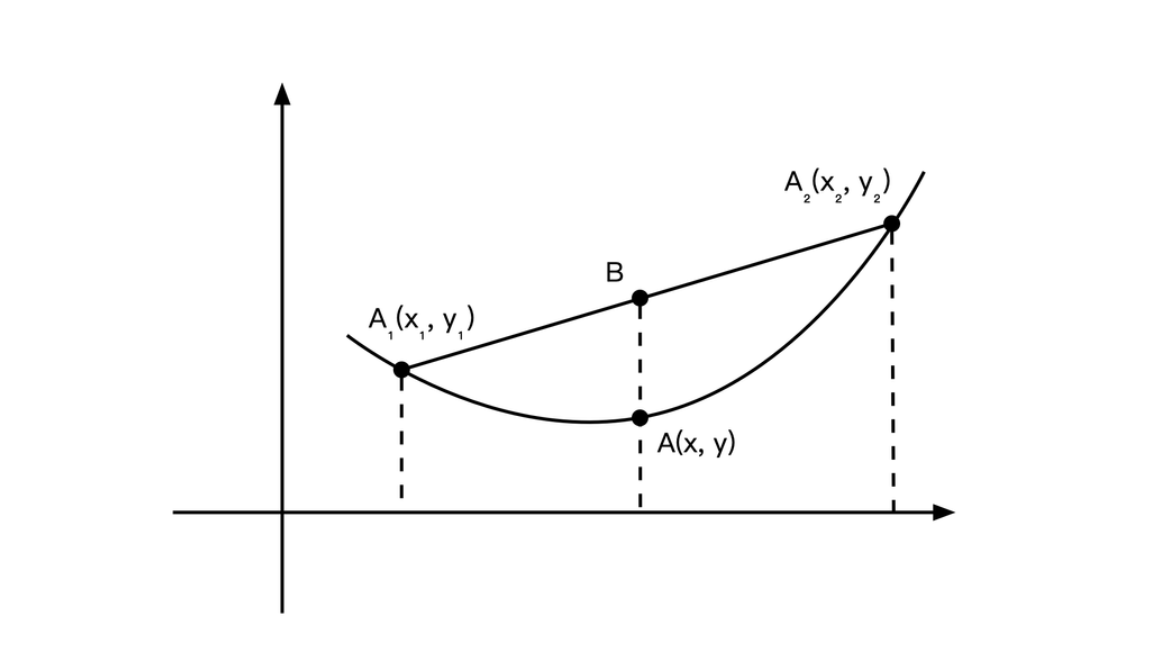 A₂(x₂, y₂)
B
A₁(x₁, y₁)
A(x, y)